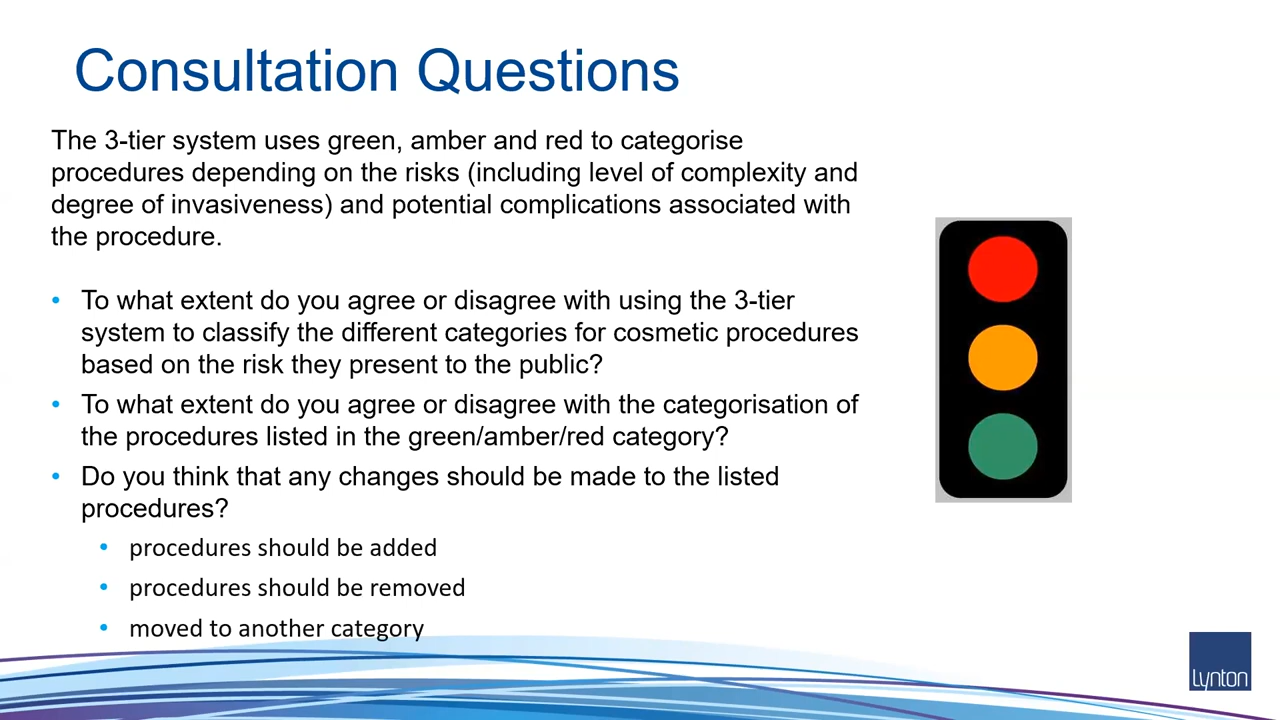 Consultation Questions
The 3-tier system uses green, amber and red to categorise
procedures depending on the risks (including level of complexity and
degree of invasiveness) and potential complications associated with
the procedure.
• To what extent do you agree or disagree with using the 3-tier
system to classify the different categories for cosmetic procedures
based on the risk they present to the public?
• To what extent do you agree or disagree with the categorisation of
the procedures listed in the green/amber/red category?
• Do you think that any changes should be made to the listed
procedures?
• procedures should be added
• procedures should be removed
• moved to another category
Lynton